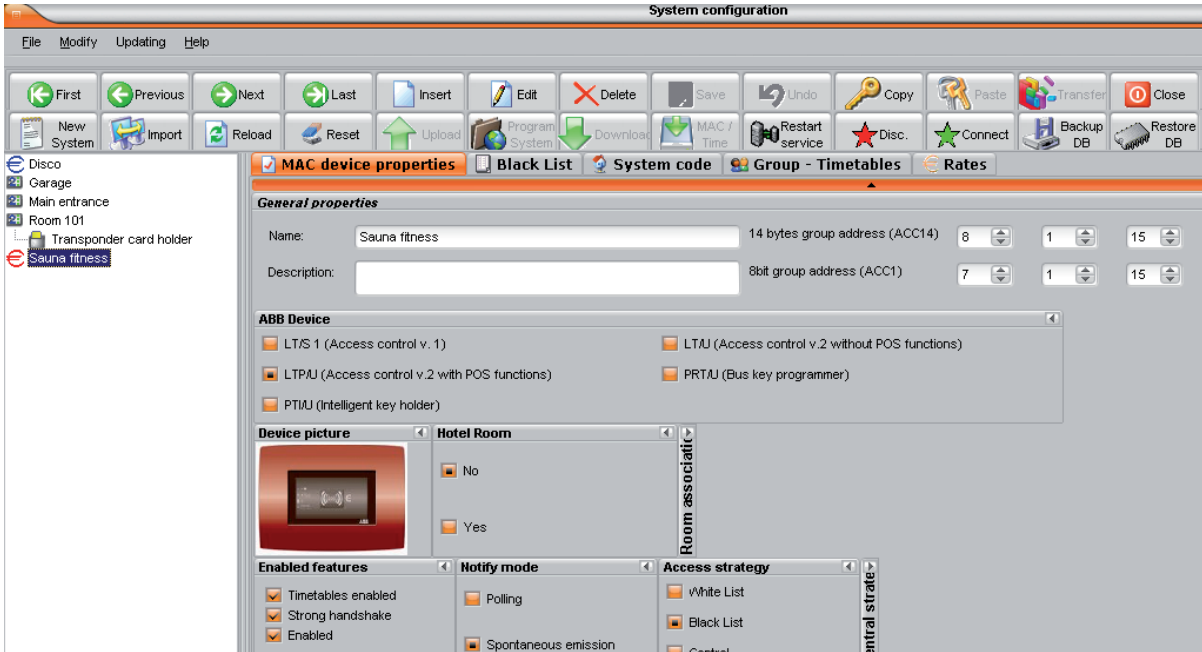 System configuration
File Modify Updating Help
First Previous Next Last Insert Edit Delete Save Undo Copy Paste Transfer Close
New System Import Reload Reset Upload Program System Download MAC / Time Restart service Disc. Connect Backup DB Restore DB
Disco
Garage
Main entrance
Room 101
Transponder card holder
Sauna fitness
MAC device properties Black List System code Group - Timetables Rates
General properties
Name: Sauna fitness 14 bytes group address (ACC14) 8 1 15
Description: 8bit group address (ACC1) 7 1 15
ABB Device
LT/S 1 (Access control v. 1) LT/U (Access control v.2 without POS functions)
LTP/U (Access control v.2 with POS functions) PRT/U (Bus key programmer)
PTI/U (Intelligent key holder)
Device picture Hotel Room
No
Yes
Room associatio
ABB
Enabled features Notify mode Access strategy
Timetables enabled Polling White List
Strong handshake
Enabled Black List
Spontaneous emission Control
entral strate